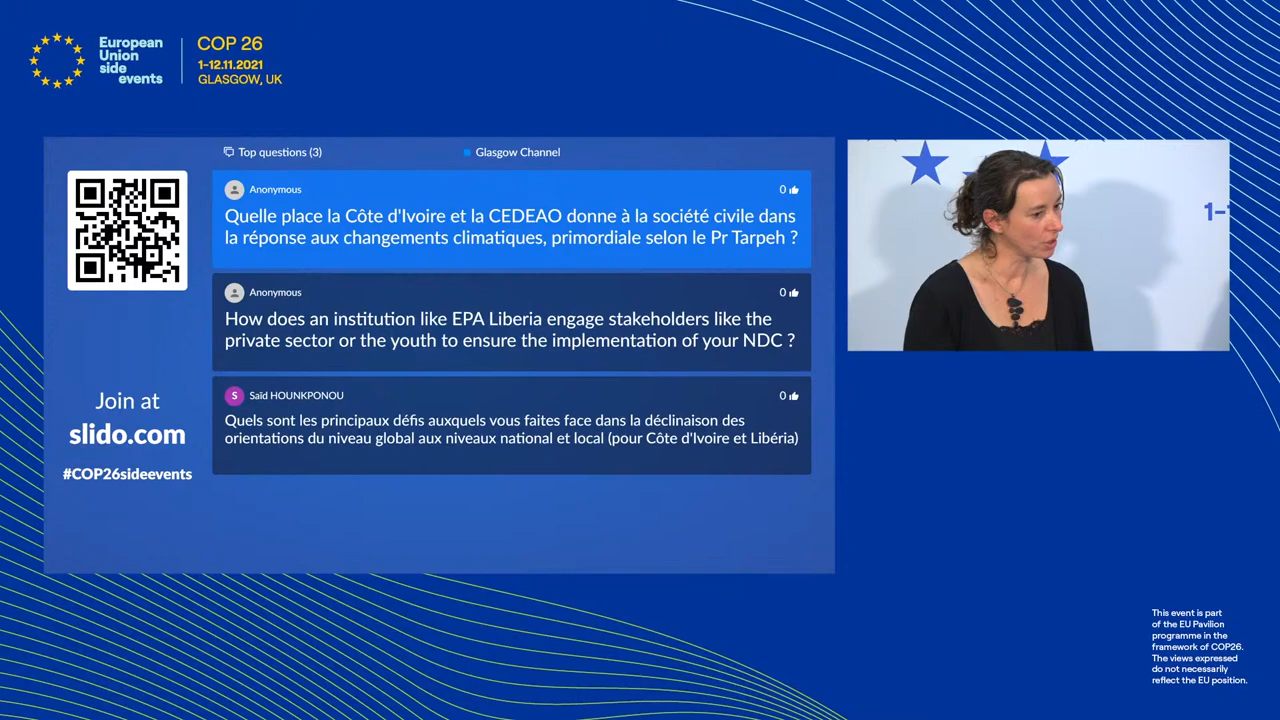 European
Union
side
events
COP 26
1-12.11.2021
GLASGOW, UK
Top questions (3)
Glasgow Channel
Anonymous
0
Quelle place la Côte d'Ivoire et la CEDEAO donne à la société civile dans
la réponse aux changements climatiques, primordiale selon le Pr Tarpeh ?
Anonymous
0
How does an institution like EPA Liberia engage stakeholders like the
private sector or the youth to ensure the implementation of your NDC ?
S
Saïd HOUNKPONOU
0
Quels sont les principaux défis auxquels vous faites face dans la déclinaison des
orientations du niveau global aux niveaux national et local (pour Côte d'Ivoire et Libéria)
Join at
slido.com
#COP26sideevents
1-
This event is part
of the EU Pavilion
programme in the
framework of COP26.
The views expressed
do not necessarily
reflect the EU position.